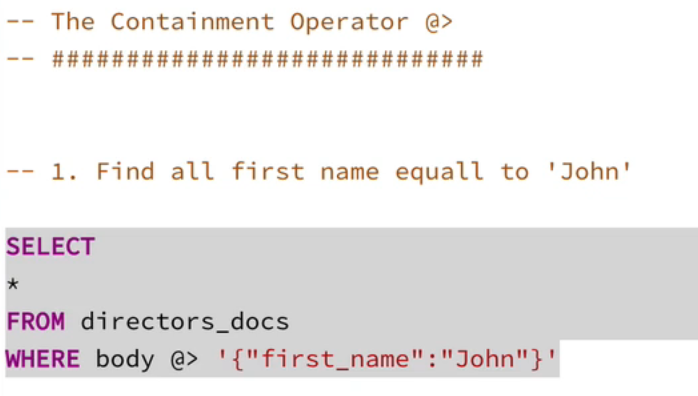 -- The Containment Operator @>
-- #############################
-- 1. Find all first name equall to 'John'
SELECT
*
FROM directors_docs
WHERE body @> '{"first_name":"John"}'